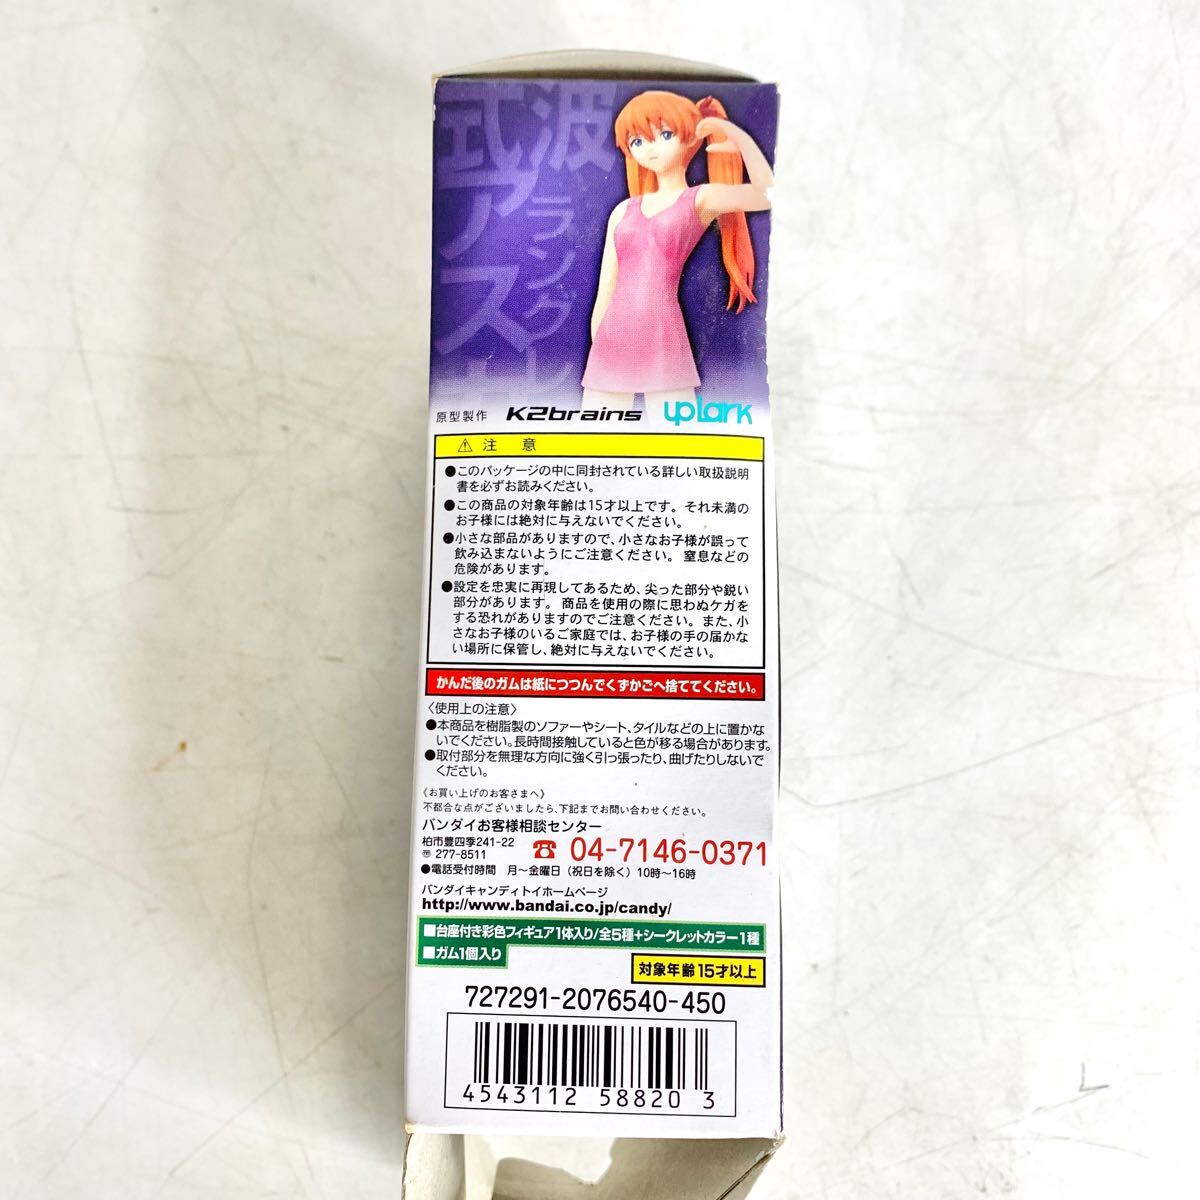 式波
アスカ
ラングレ
原型製作 K2brains uplark
⚠注 意
●このパッケージの中に同封されている詳しい取扱説明
書を必ずお読みください。
●この商品の対象年齢は15才以上です。それ未満の
お子様には絶対に与えないでください。
●小さな部品がありますので、小さなお子様が誤って
飲み込まないようにご注意ください。窒息などの
危険があります。
●設定を忠実に再現してあるため、尖った部分や鋭い
部分があります。商品を使用の際に思わぬケガを
する恐れがありますのでご注意ください。また、小
さなお子様のいるご家庭では、お子様の手の届かな
い場所に保管し、絶対に与えないでください。
かんだ後のガムは紙につつんでくずかごへ捨ててください。
〈使用上の注意〉
●本商品を樹脂製のソファーやシート、タイルなどの上に置かな
いでください。長時間接触していると色が移る場合があります。
●取付部分を無理な方向に強く引っ張ったり、曲げたりしないで
ください。
《お買い上げのお客さまへ》
不都合な点がございましたら、下記までお問い合わせください。
バンダイお客様相談センター
柏市豊四季241-22
〠277-8511 ☎ 04-7146-0371
●電話受付時間 月〜金曜日（祝日を除く）10時〜16時
バンダイキャンディトイホームページ
http://www.bandai.co.jp/candy/
■台座付き彩色フィギュア1体入り/全5種+シークレットカラー1種
■ガム1個入り
対象年齢15才以上
727291-2076540-450
4543112 58820 3